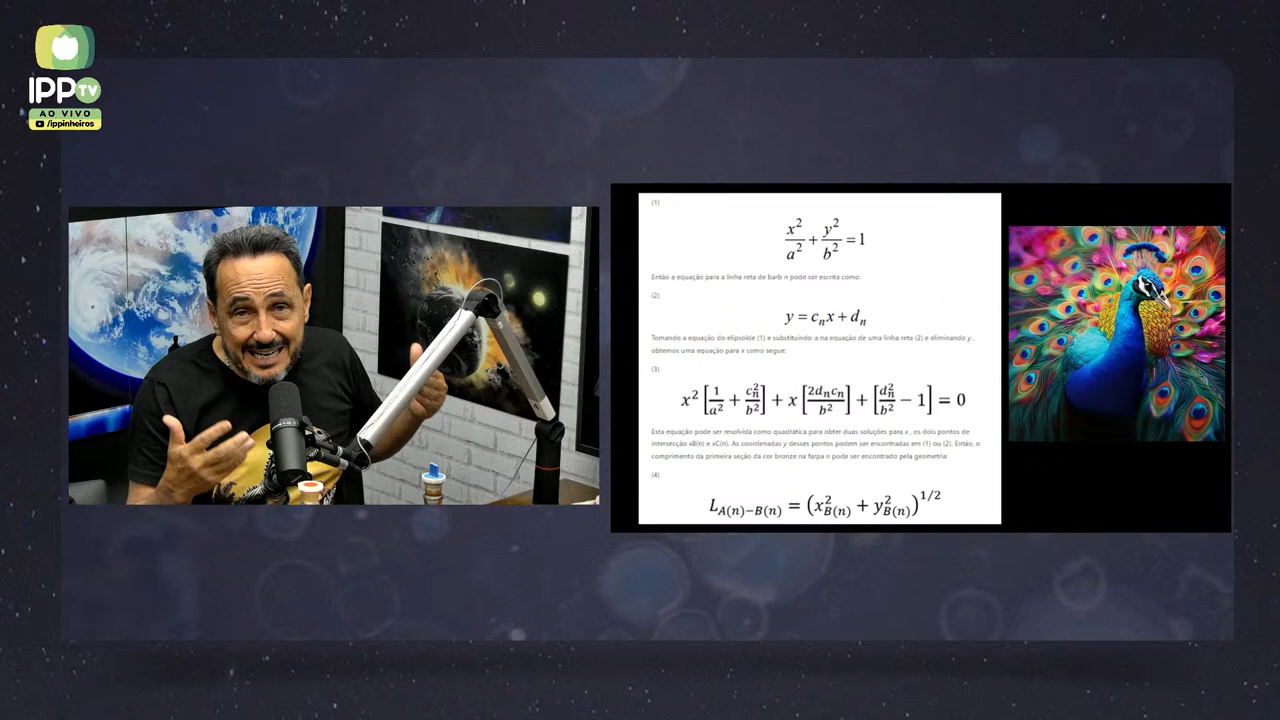 IPP TV
AO VIVO
/ippinheiros
(1)
x²/a² + y²/b² = 1
Então a equação para a linha reta de barb n pode ser escrita como:
(2)
y = cₙx + dₙ
Tomando a equação do elipsoide (1) e substituindo-a na equação de uma linha reta (2) e eliminando y ,
obtemos uma equação para x como segue:
(3)
x² [1/a² + cₙ²/b²] + x [2dₙcₙ/b²] + [dₙ²/b² − 1] = 0
Esta equação pode ser resolvida como quadrática para obter duas soluções para x , os dois pontos de
intersecção xB(n) e xC(n). As coordenadas y desses pontos podem ser encontradas em (1) ou (2). Então, o
comprimento da primeira seção da cor bronze na farpa n pode ser encontrado pela geometria:
(4)
L_A(n)−B(n) = (x²_B(n) + y²_B(n))^1/2